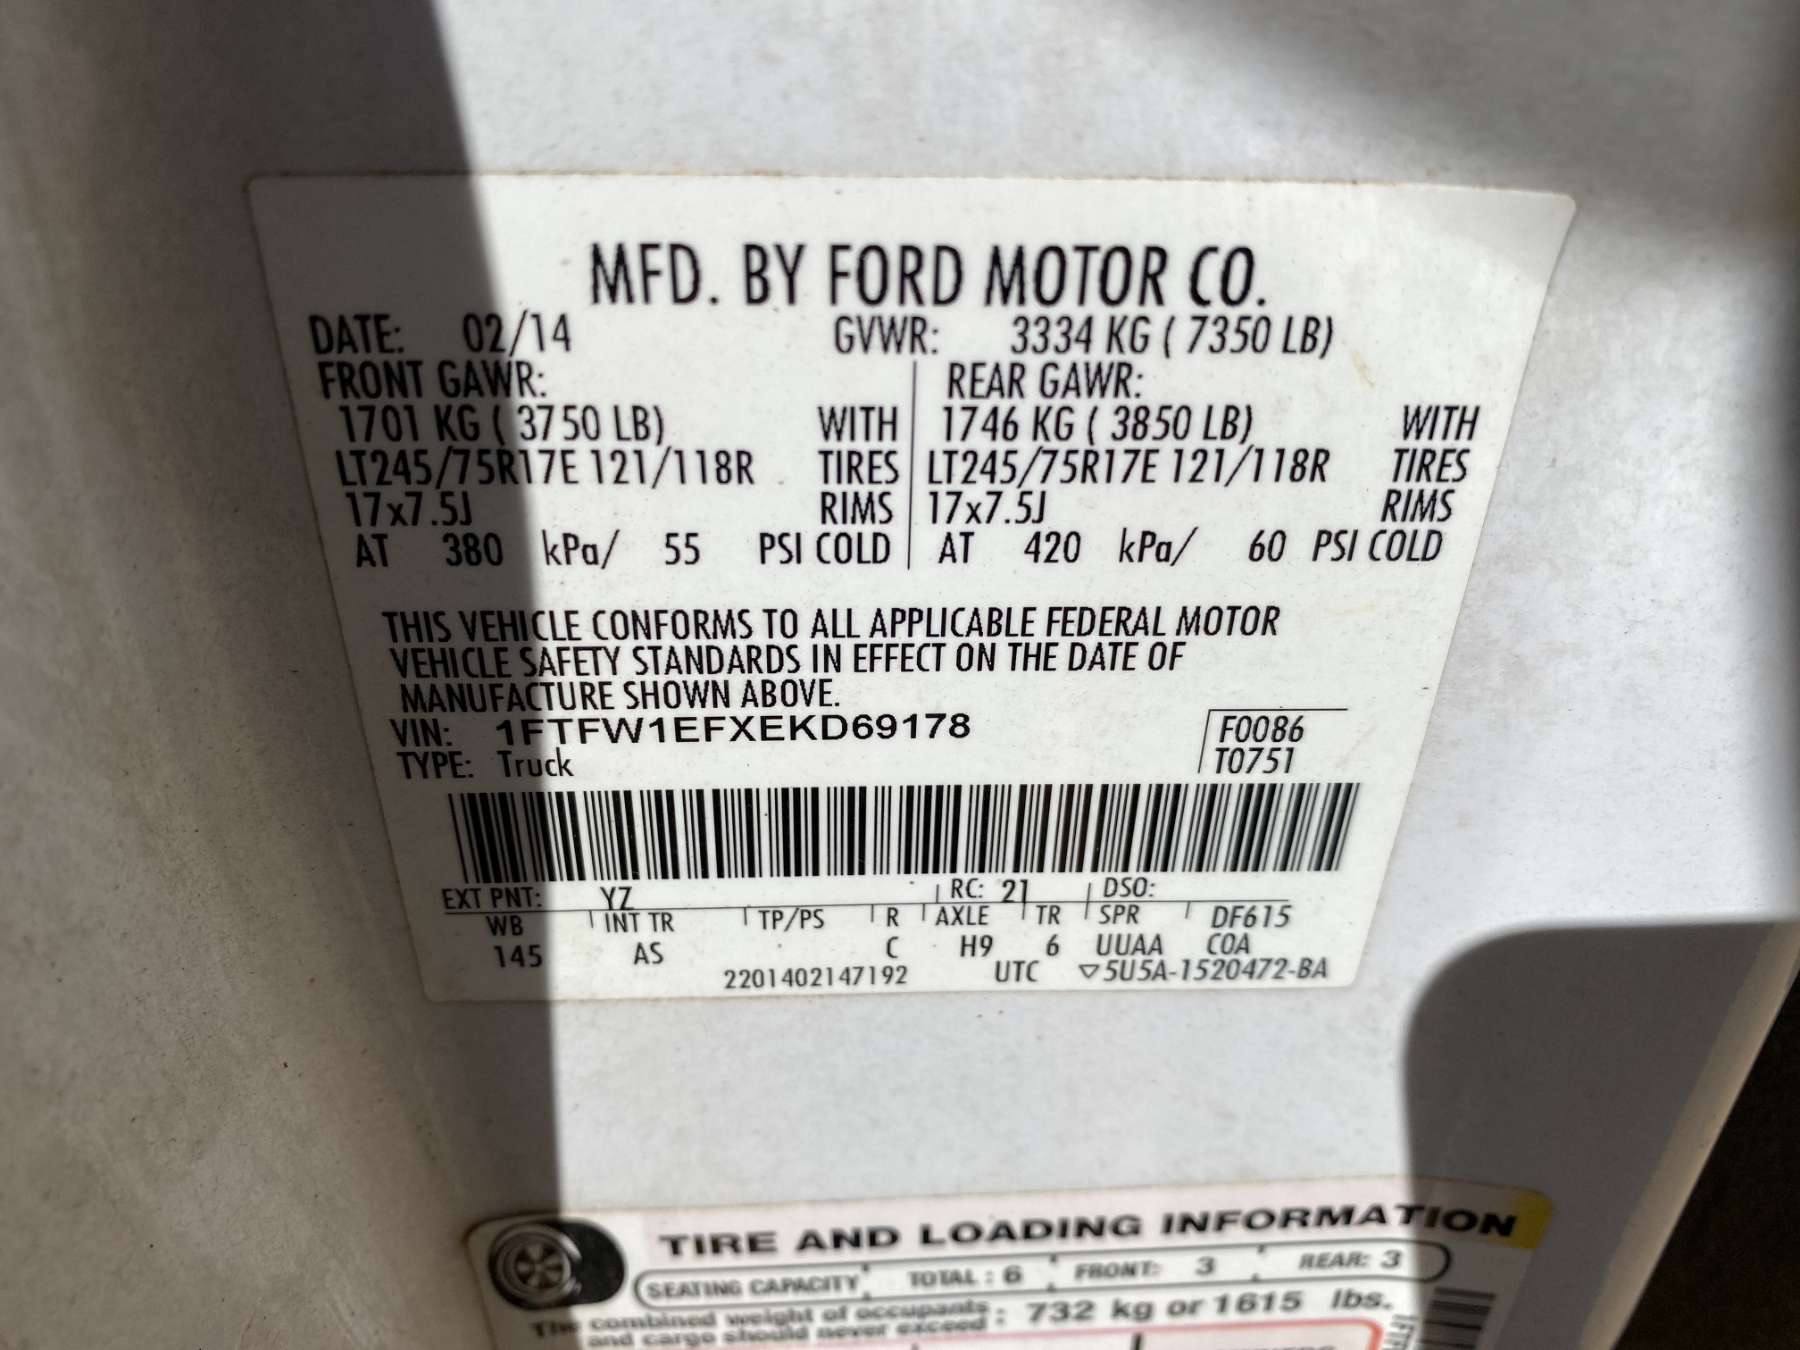 MFD. BY FORD MOTOR CO.
DATE: 02/14 GVWR: 3334 KG ( 7350 LB)
FRONT GAWR: REAR GAWR:
1701 KG ( 3750 LB) WITH 1746 KG ( 3850 LB) WITH
LT245/75R17E 121/118R TIRES LT245/75R17E 121/118R TIRES
17x7.5J RIMS 17x7.5J RIMS
AT 380 kPa/ 55 PSI COLD AT 420 kPa/ 60 PSI COLD
THIS VEHICLE CONFORMS TO ALL APPLICABLE FEDERAL MOTOR
VEHICLE SAFETY STANDARDS IN EFFECT ON THE DATE OF
MANUFACTURE SHOWN ABOVE.
VIN: 1FTFW1EFXEKD69178 F0086
TYPE: Truck T0751
EXT PNT: YZ RC: 21 DSO:
WB INT TR TP/PS R AXLE TR SPR DF615
145 AS C H9 6 UUAA COA
2201402147192 UTC ▽5U5A-1520472-BA
TIRE AND LOADING INFORMATION
SEATING CAPACITY TOTAL : 6 FRONT: 3 REAR: 3
The combined weight of occupants : 732 kg or 1615 lbs.
and cargo should never exceed